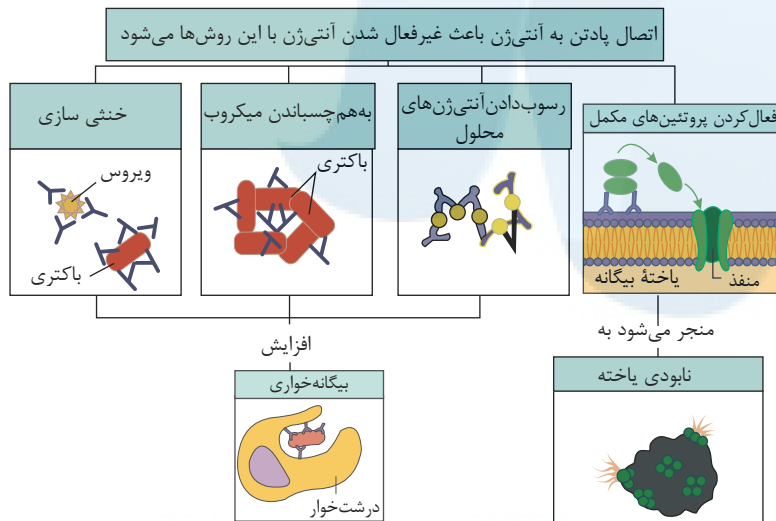 اتصال پادتن به آنتی‌ژن باعث غیرفعال شدن آنتی‌ژن با این روش‌ها می‌شود
فعال‌کردن پروتئین‌های مکمل
رسوب‌دادن‌آنتی‌ژن‌های
محلول
به‌هم‌چسباندن میکروب
خنثی سازی
باکتری
ویروس
باکتری
منفذ
یاختهٔ بیگانه
منجر می‌شود به
افزایش
نابودی یاخته
بیگانه‌خواری
درشت‌خوار